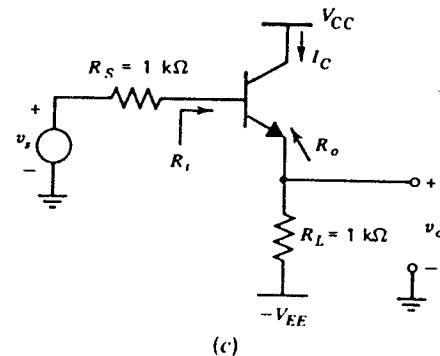 V_CC
I_C
R_S = 1 kΩ
+
v_s
-
R_i
R_o
+
R_L = 1 kΩ
v_o
-
-V_EE
(c)